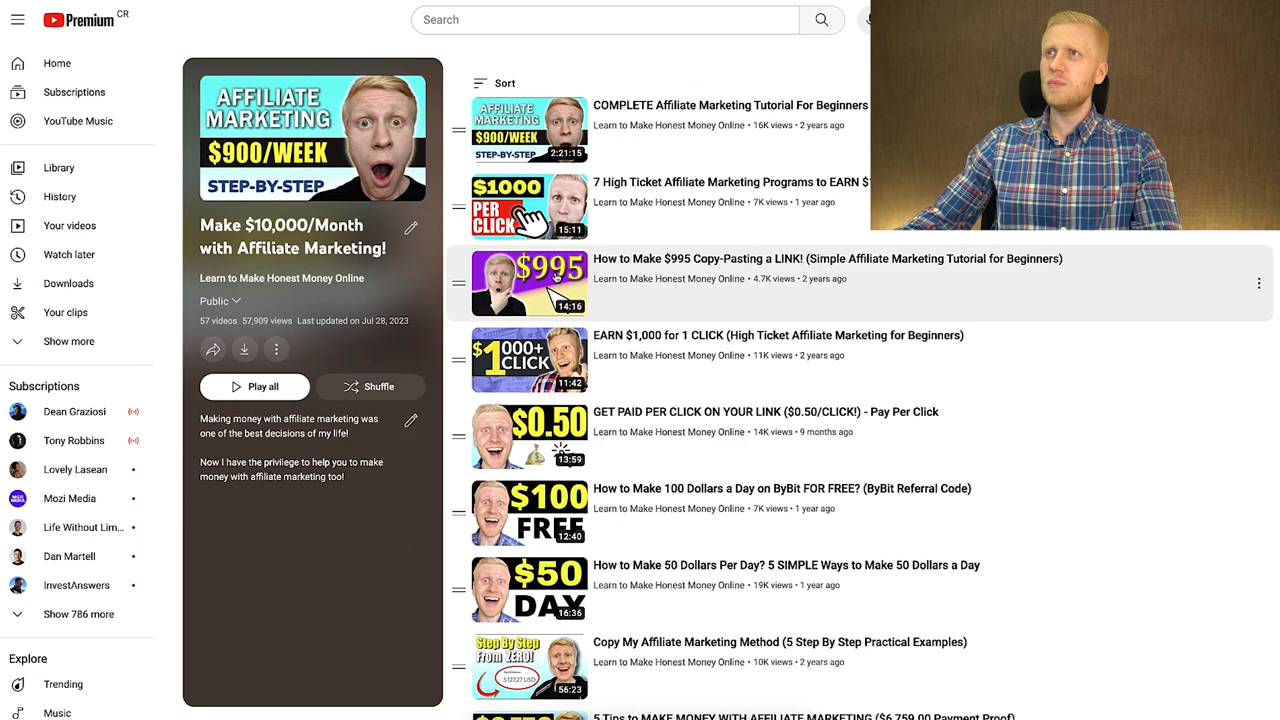 Premium CR
Search
Home
Subscriptions
YouTube Music
Library
History
Your videos
Watch later
Downloads
Your clips
Show more
Subscriptions
Dean Graziosi
Tony Robbins
Lovely Lasean
Mozi Media
Life Without Lim...
Dan Martell
InvestAnswers
Show 786 more
Explore
Trending
Music
AFFILIATE
MARKETING
$900/WEEK
STEP-BY-STEP
Make $10,000/Month
with Affiliate Marketing!
Learn to Make Honest Money Online
Public
57 videos 57,909 views Last updated on Jul 28, 2023
Play all
Shuffle
Making money with affiliate marketing was
one of the best decisions of my life!
Now I have the privilege to help you to make
money with affiliate marketing too!
Sort
AFFILIATE
MARKETING
$900/WEEK
STEP-BY-STEP
2:21:15
COMPLETE Affiliate Marketing Tutorial For Beginners
Learn to Make Honest Money Online • 16K views • 2 years ago
$1000
PER
CLICK
15:11
7 High Ticket Affiliate Marketing Programs to EARN $1
Learn to Make Honest Money Online • 7K views • 1 year ago
$995
14:16
How to Make $995 Copy-Pasting a LINK! (Simple Affiliate Marketing Tutorial for Beginners)
Learn to Make Honest Money Online • 4.7K views • 2 years ago
$1000+
CLICK
11:42
EARN $1,000 for 1 CLICK (High Ticket Affiliate Marketing for Beginners)
Learn to Make Honest Money Online • 11K views • 2 years ago
$0.50
13:59
GET PAID PER CLICK ON YOUR LINK ($0.50/CLICK!) - Pay Per Click
Learn to Make Honest Money Online • 14K views • 9 months ago
$100
FREE
12:40
How to Make 100 Dollars a Day on ByBit FOR FREE? (ByBit Referral Code)
Learn to Make Honest Money Online • 7K views • 1 year ago
$50
DAY
16:36
How to Make 50 Dollars Per Day? 5 SIMPLE Ways to Make 50 Dollars a Day
Learn to Make Honest Money Online • 19K views • 1 year ago
Step By Step
From ZERO!
5.127,27 USD
56:23
Copy My Affiliate Marketing Method (5 Step By Step Practical Examples)
Learn to Make Honest Money Online • 10K views • 2 years ago
5 Tips to MAKE MONEY WITH AFFILIATE MARKETING ($6,759.00 Payment Proof)